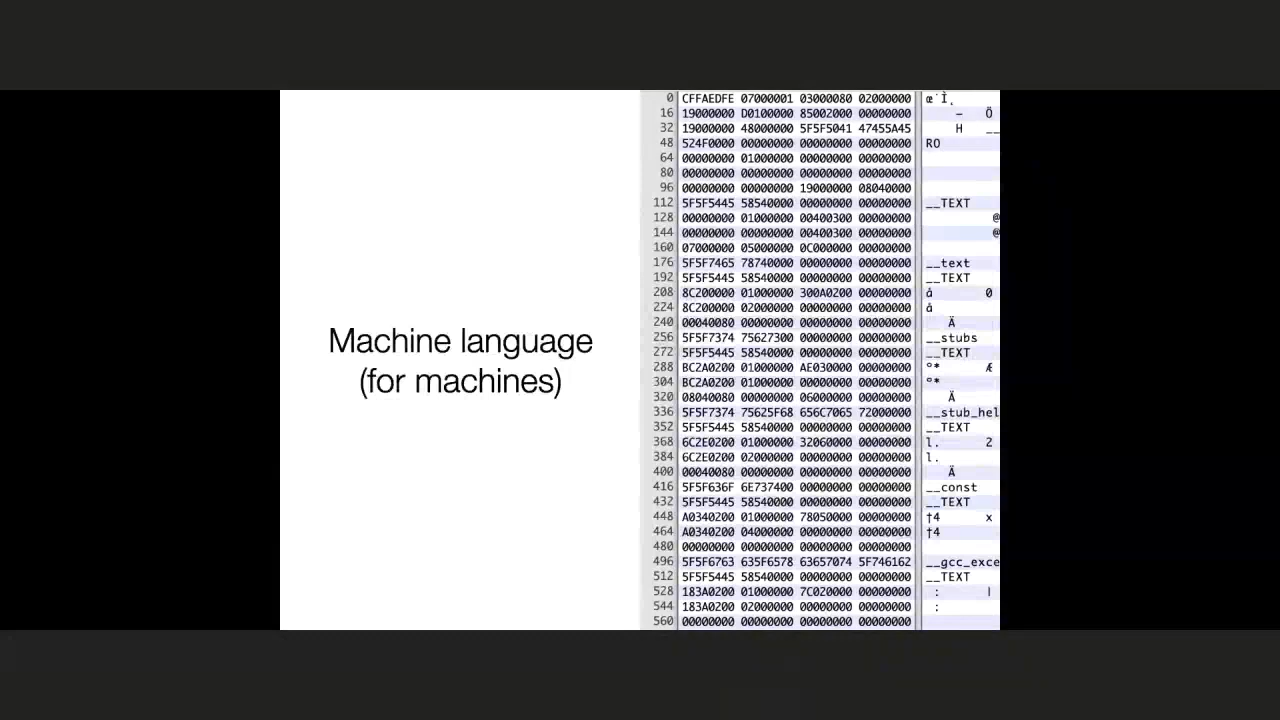 Machine language
(for machines)
0 CFFAEDFE 07000001 03000080 02000000 œ˙Ì˛
16 19000000 D0100000 85002000 00000000 – Ö
32 19000000 48000000 5F5F5041 47455A45 H __
48 524F0000 00000000 00000000 00000000 RO
64 00000000 01000000 00000000 00000000
80 00000000 00000000 00000000 00000000
96 00000000 00000000 19000000 08040000
112 5F5F5445 58540000 00000000 00000000 __TEXT
128 00000000 01000000 00400300 00000000 @
144 00000000 00000000 00400300 00000000 @
160 07000000 05000000 0C000000 00000000
176 5F5F7465 78740000 00000000 00000000 __text
192 5F5F5445 58540000 00000000 00000000 __TEXT
208 8C200000 01000000 300A0200 00000000 å 0
224 8C200000 02000000 00000000 00000000 å
240 00040080 00000000 00000000 00000000 Ä
256 5F5F7374 75627300 00000000 00000000 __stubs
272 5F5F5445 58540000 00000000 00000000 __TEXT
288 BC2A0200 01000000 AE030000 00000000 º* Æ
304 BC2A0200 01000000 00000000 00000000 º*
320 08040080 00000000 06000000 00000000 Ä
336 5F5F7374 75625F68 656C7065 72000000 __stub_hel
352 5F5F5445 58540000 00000000 00000000 __TEXT
368 6C2E0200 01000000 32060000 00000000 l. 2
384 6C2E0200 02000000 00000000 00000000 l.
400 00040080 00000000 00000000 00000000 Ä
416 5F5F636F 6E737400 00000000 00000000 __const
432 5F5F5445 58540000 00000000 00000000 __TEXT
448 A0340200 01000000 78050000 00000000 †4 x
464 A0340200 04000000 00000000 00000000 †4
480 00000000 00000000 00000000 00000000
496 5F5F6763 635F6578 63657074 5F746162 __gcc_exce
512 5F5F5445 58540000 00000000 00000000 __TEXT
528 183A0200 01000000 7C020000 00000000 : |
544 183A0200 02000000 00000000 00000000 :
560 00000000 00000000 00000000 00000000